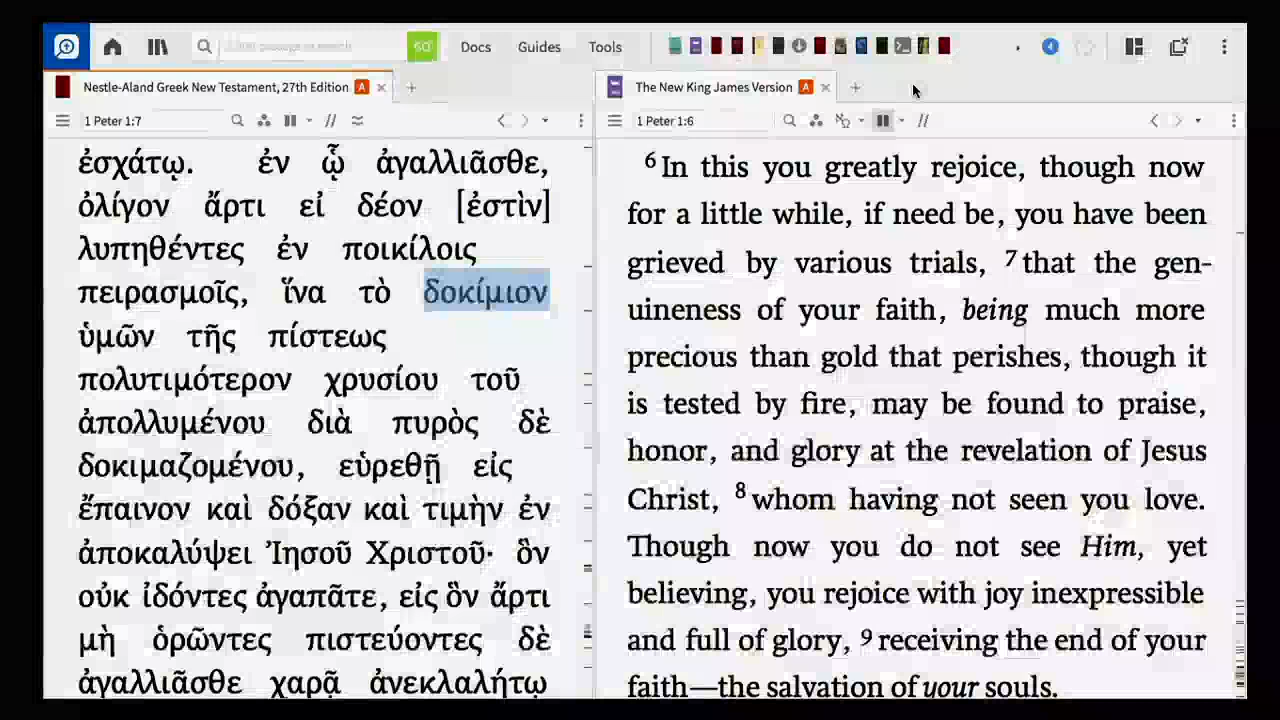 Docs Guides Tools
Nestle-Aland Greek New Testament, 27th Edition A
1 Peter 1:7
ἐσχάτῳ. ἐν ᾧ ἀγαλλιᾶσθε,
ὀλίγον ἄρτι εἰ δέον [ἐστὶν]
λυπηθέντες ἐν ποικίλοις
πειρασμοῖς, ἵνα τὸ δοκίμιον
ὑμῶν τῆς πίστεως
πολυτιμότερον χρυσίου τοῦ
ἀπολλυμένου διὰ πυρὸς δὲ
δοκιμαζομένου, εὑρεθῇ εἰς
ἔπαινον καὶ δόξαν καὶ τιμὴν ἐν
ἀποκαλύψει Ἰησοῦ Χριστοῦ· ὃν
οὐκ ἰδόντες ἀγαπᾶτε, εἰς ὃν ἄρτι
μὴ ὁρῶντες πιστεύοντες δὲ
ἀγαλλιᾶσθε χαρᾷ ἀνεκλαλήτῳ
The New King James Version A
1 Peter 1:6
6 In this you greatly rejoice, though now
for a little while, if need be, you have been
grieved by various trials, 7 that the gen-
uineness of your faith, being much more
precious than gold that perishes, though it
is tested by fire, may be found to praise,
honor, and glory at the revelation of Jesus
Christ, 8 whom having not seen you love.
Though now you do not see Him, yet
believing, you rejoice with joy inexpressible
and full of glory, 9 receiving the end of your
faith—the salvation of your souls.